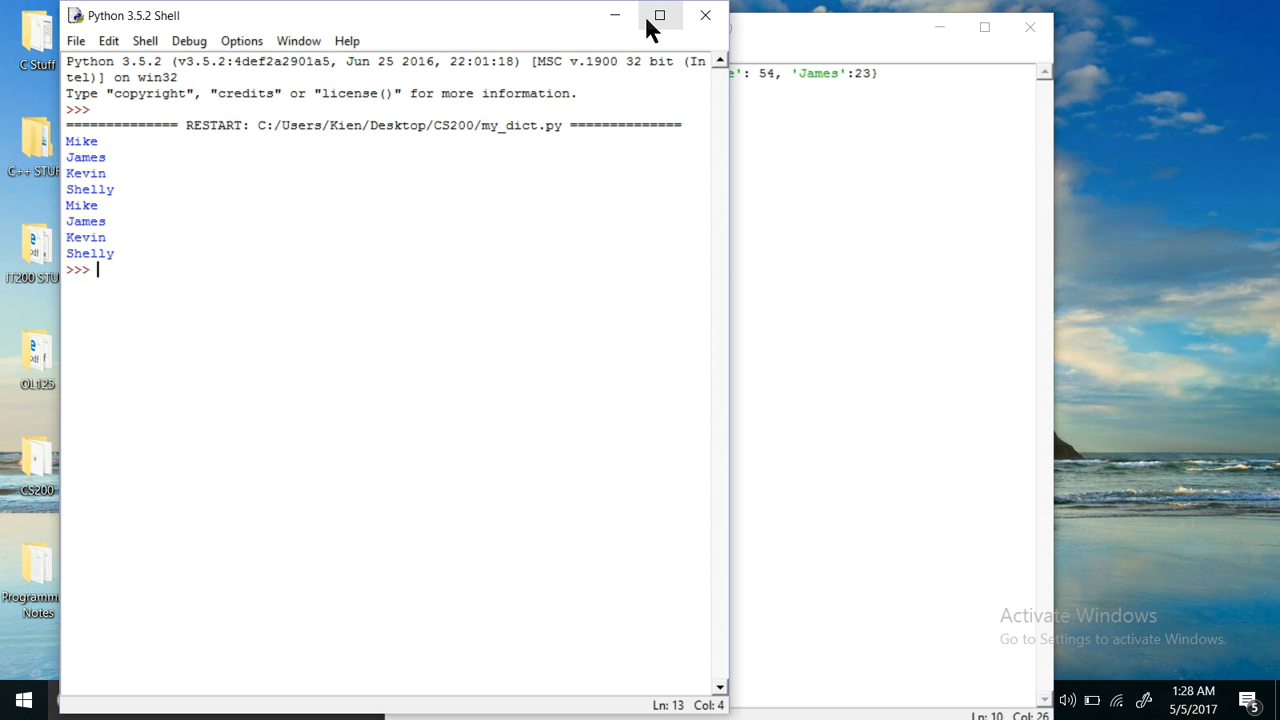 Python 3.5.2 Shell
File Edit Shell Debug Options Window Help
Python 3.5.2 (v3.5.2:4def2a2901a5, Jun 25 2016, 22:01:18) [MSC v.1900 32 bit (In
tel)] on win32
Type "copyright", "credits" or "license()" for more information.
>>>
============== RESTART: C:/Users/Kien/Desktop/CS200/my_dict.py ==============
Mike
James
Kevin
Shelly
Mike
James
Kevin
Shelly
>>>
Ln: 13 Col: 4
e': 54, 'James':23}
Ln: 10 Col: 26
C Stuff
C++ STUF
IT200 STU
OL125
CS200
Programm
Notes
Activate Windows
Go to Settings to activate Windows.
1:28 AM
5/5/2017
5